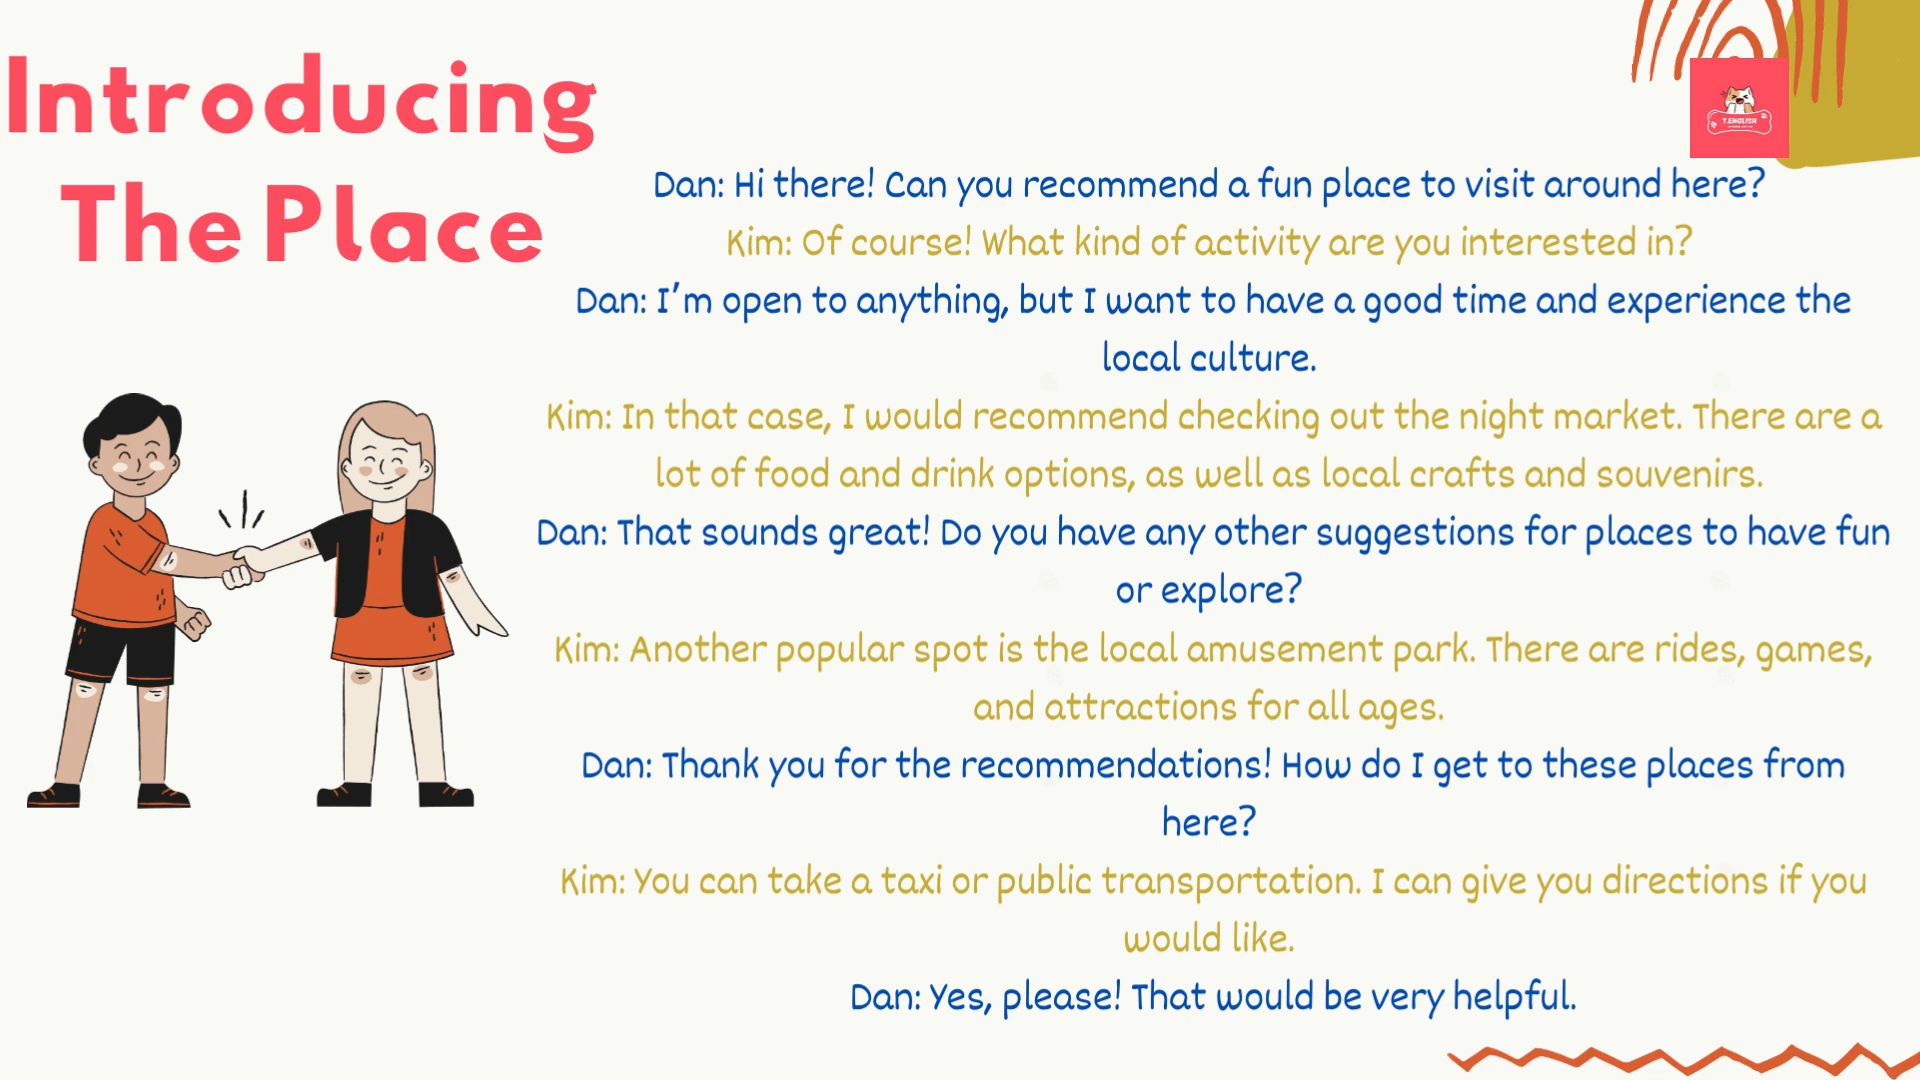 Introducing
The Place
T.ENGLISH
Dan: Hi there! Can you recommend a fun place to visit around here?
Kim: Of course! What kind of activity are you interested in?
Dan: I’m open to anything, but I want to have a good time and experience the
local culture.
Kim: In that case, I would recommend checking out the night market. There are a
lot of food and drink options, as well as local crafts and souvenirs.
Dan: That sounds great! Do you have any other suggestions for places to have fun
or explore?
Kim: Another popular spot is the local amusement park. There are rides, games,
and attractions for all ages.
Dan: Thank you for the recommendations! How do I get to these places from
here?
Kim: You can take a taxi or public transportation. I can give you directions if you
would like.
Dan: Yes, please! That would be very helpful.